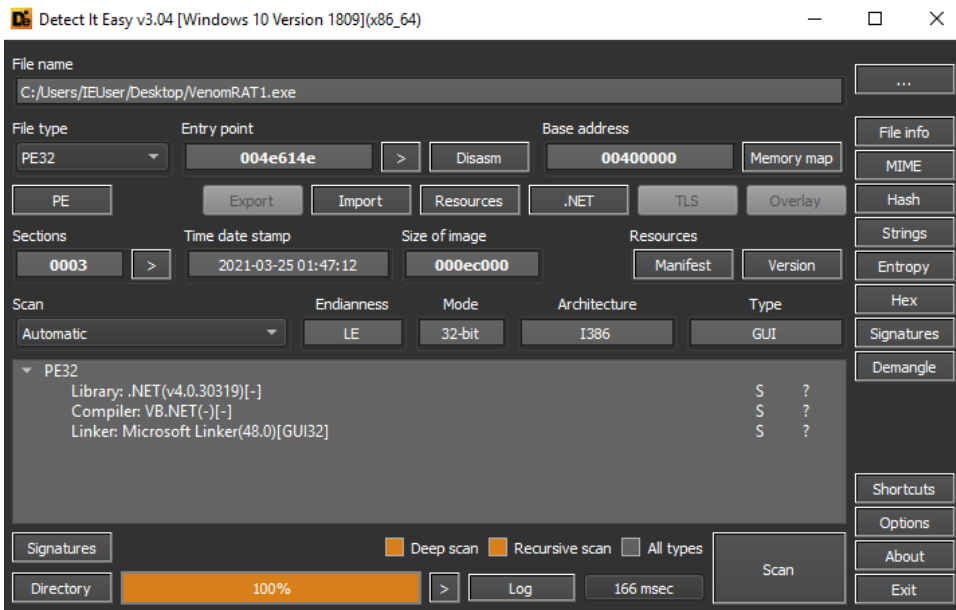 Detect It Easy v3.04 [Windows 10 Version 1809](x86_64)
File name
C:/Users/IEUser/Desktop/VenomRAT1.exe
...
File type Entry point Base address
PE32 004e614e > Disasm 00400000 Memory map
File info
MIME
PE Export Import Resources .NET TLS Overlay
Hash
Sections Time date stamp Size of image Resources
Strings
0003 > 2021-03-25 01:47:12 000ec000 Manifest Version
Entropy
Scan Endianness Mode Architecture Type
Hex
Automatic LE 32-bit I386 GUI
Signatures
PE32
Demangle
Library: .NET(v4.0.30319)[-] S ?
Compiler: VB.NET(-)[-] S ?
Linker: Microsoft Linker(48.0)[GUI32] S ?
Shortcuts
Options
Signatures Deep scan Recursive scan All types
About
Scan
Directory 100% > Log 166 msec
Exit